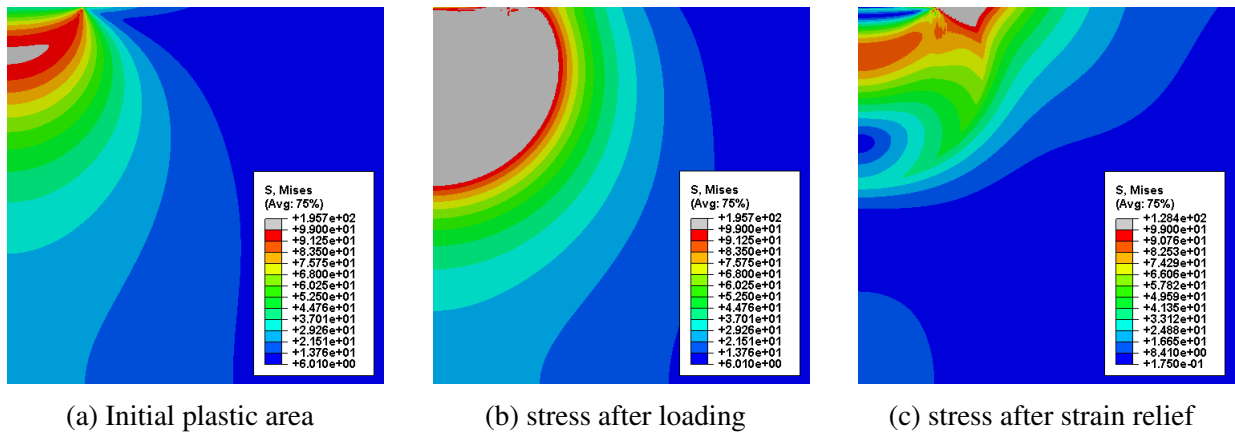 S, Mises
(Avg: 75%)
+1.957e+02
+9.900e+01
+9.125e+01
+8.350e+01
+7.575e+01
+6.800e+01
+6.025e+01
+5.250e+01
+4.476e+01
+3.701e+01
+2.926e+01
+2.151e+01
+1.376e+01
+6.010e+00
S, Mises
(Avg: 75%)
+1.957e+02
+9.900e+01
+9.125e+01
+8.350e+01
+7.575e+01
+6.800e+01
+6.025e+01
+5.250e+01
+4.476e+01
+3.701e+01
+2.926e+01
+2.151e+01
+1.376e+01
+6.010e+00
S, Mises
(Avg: 75%)
+1.284e+02
+9.900e+01
+9.076e+01
+8.253e+01
+7.429e+01
+6.606e+01
+5.782e+01
+4.959e+01
+4.135e+01
+3.312e+01
+2.488e+01
+1.665e+01
+8.410e+00
+1.750e-01
(a) Initial plastic area
(b) stress after loading
(c) stress after strain relief